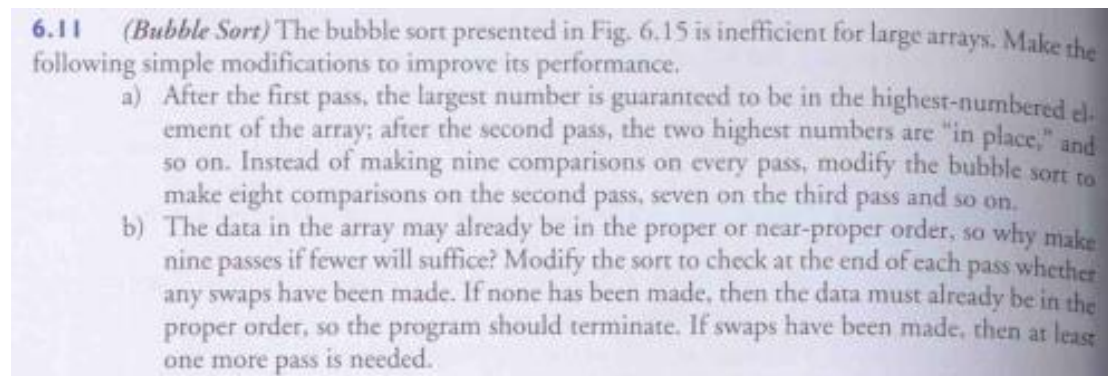 6.11 (Bubble Sort) The bubble sort presented in Fig. 6.15 is inefficient for large arrays. Make the
following simple modifications to improve its performance.
a) After the first pass, the largest number is guaranteed to be in the highest-numbered el-
ement of the array; after the second pass, the two highest numbers are "in place," and
so on. Instead of making nine comparisons on every pass, modify the bubble sort to
make eight comparisons on the second pass, seven on the third pass and so on.
b) The data in the array may already be in the proper or near-proper order, so why make
nine passes if fewer will suffice? Modify the sort to check at the end of each pass whether
any swaps have been made. If none has been made, then the data must already be in the
proper order, so the program should terminate. If swaps have been made, then at least
one more pass is needed.